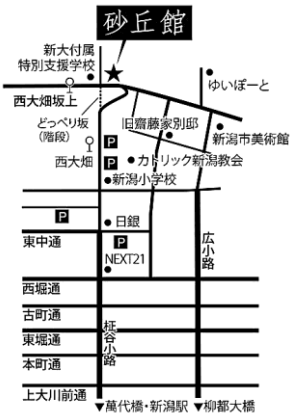 砂丘館
新大付属
特別支援学校
ゆいぽーと
西大畑坂上
どっぺり坂
(階段)
旧齋藤家別邸
新潟市美術館
西大畑
P
P
カトリック新潟教会
新潟小学校
P
日銀
東中通
P
NEXT21
広小路
西堀通
古町通
東堀通
柾谷小路
本町通
上大川前通
▼萬代橋・新潟駅
▼柳都大橋